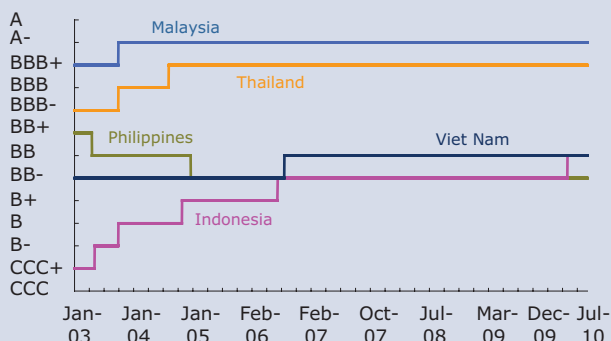 A
A-
BBB+
BBB
BBB-
BB+
BB
BB-
B+
B
B-
CCC+
CCC
Malaysia
Thailand
Philippines
Viet Nam
Indonesia
Jan- Jan- Jan- Feb- Feb- Oct- Jul- Mar- Dec- Jul-
03 04 05 06 07 07 08 09 09 10